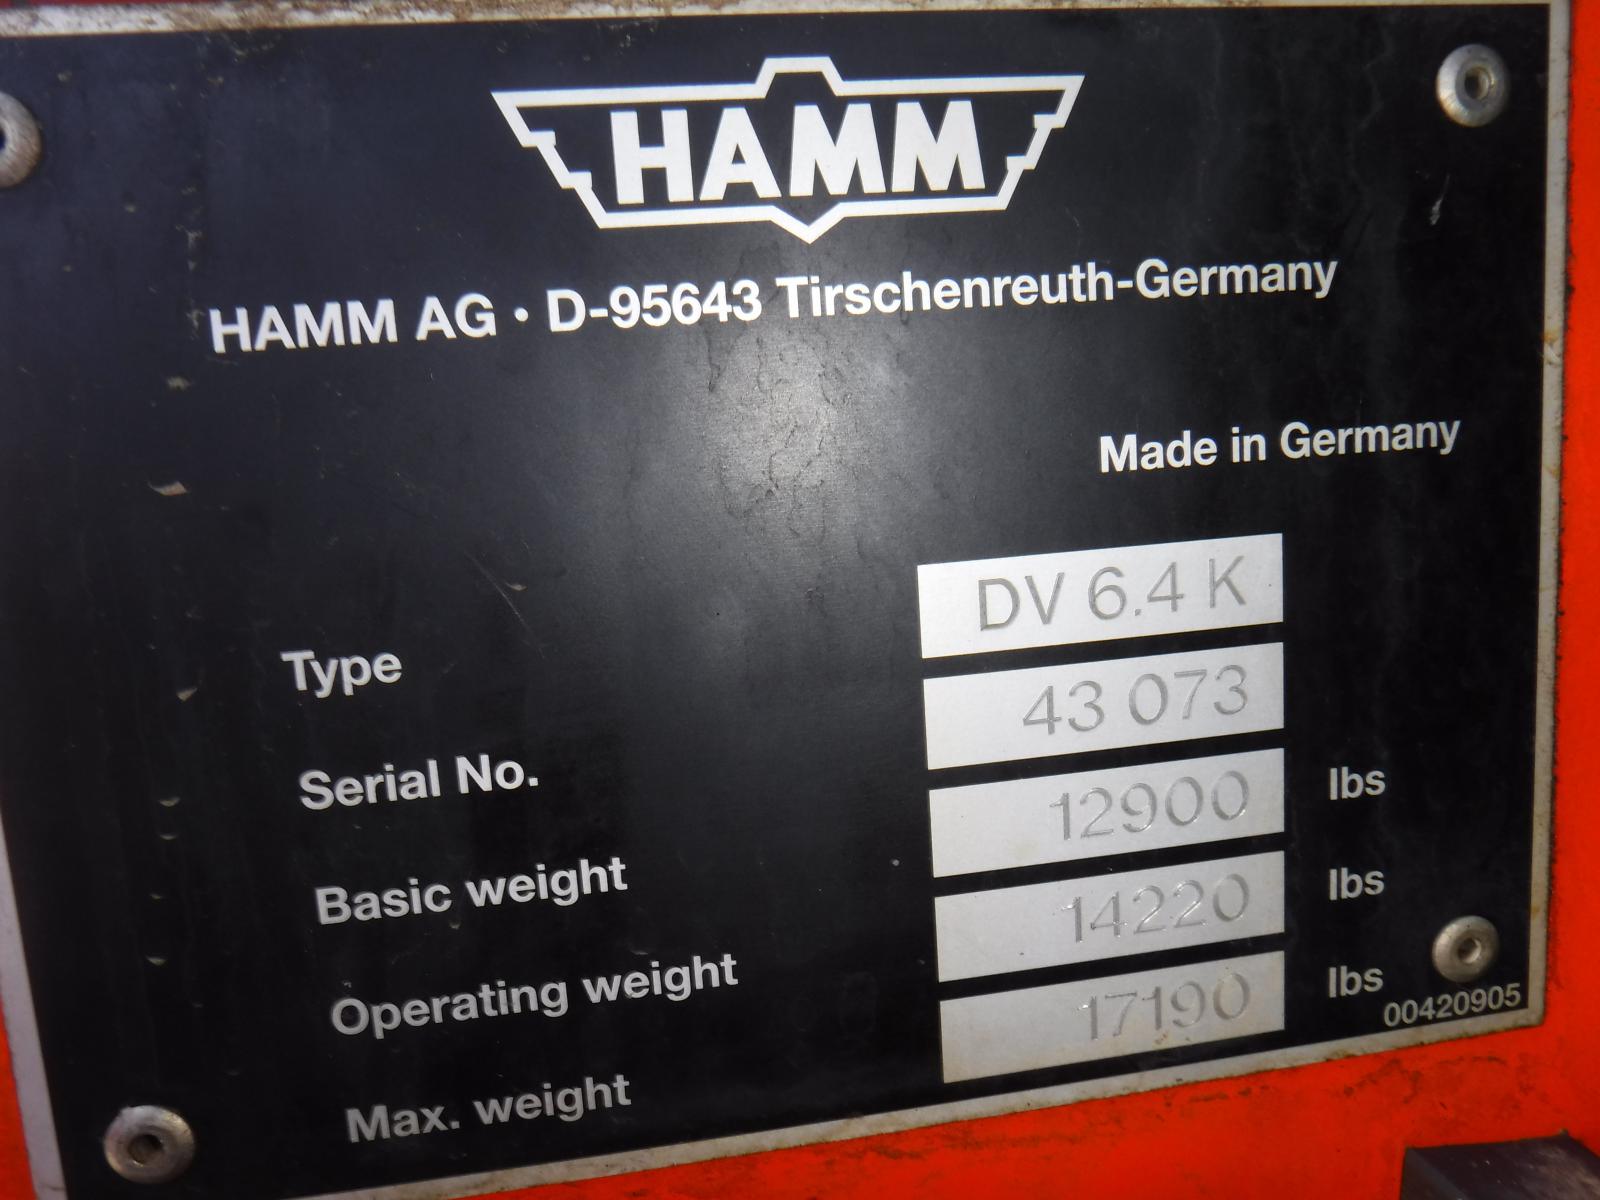 HAMM
HAMM AG • D-95643 Tirschenreuth-Germany
Made in Germany
Type DV 6.4 K
Serial No. 43 073
Basic weight 12900 lbs
Operating weight 14220 lbs
Max. weight 17190 lbs
00420905